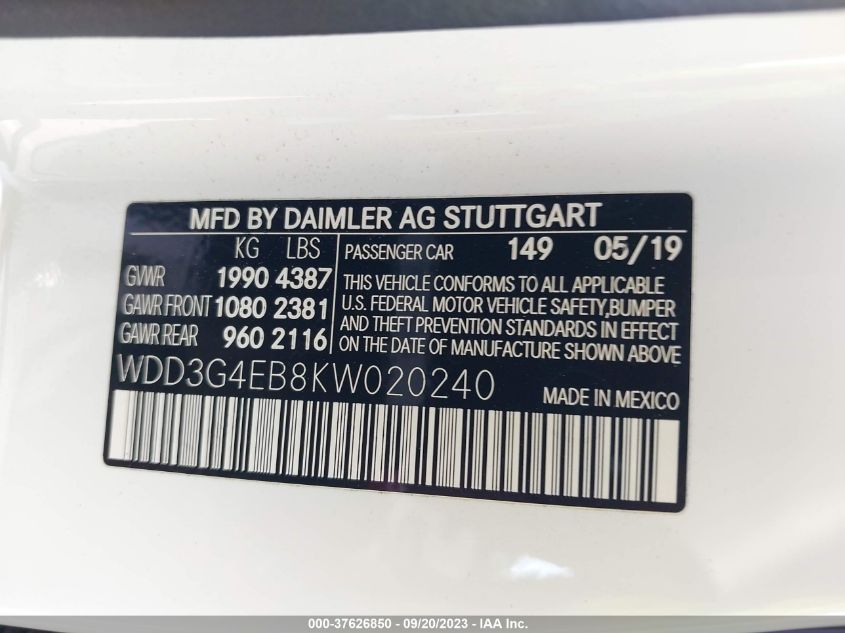 MFD BY DAIMLER AG STUTTGART
KG LBS
GVWR 1990 4387
GAWR FRONT 1080 2381
GAWR REAR 960 2116
PASSENGER CAR 149 05/19
THIS VEHICLE CONFORMS TO ALL APPLICABLE
U.S. FEDERAL MOTOR VEHICLE SAFETY,BUMPER
AND THEFT PREVENTION STANDARDS IN EFFECT
ON THE DATE OF MANUFACTURE SHOWN ABOVE
WDD3G4EB8KW020240
MADE IN MEXICO
000-37626850 - 09/20/2023 - IAA Inc.